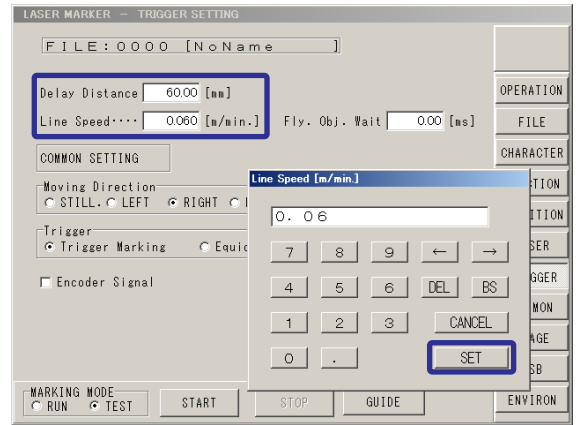 LASER MARKER － TRIGGER SETTING
FILE:0000 [NoName ]
Delay Distance 60.00 [mm]
Line Speed···· 0.060 [m/min.] Fly. Obj. Wait 0.00 [ms]
COMMON SETTING
Moving Direction
STILL. LEFT RIGHT
Trigger
Trigger Marking
Encoder Signal
Line Speed [m/min.]
0.06
7 8 9 ← →
4 5 6 DEL BS
1 2 3 CANCEL
0 . SET
OPERATION
FILE
CHARACTER
ENVIRON
MARKING MODE
RUN TEST
START
STOP
GUIDE